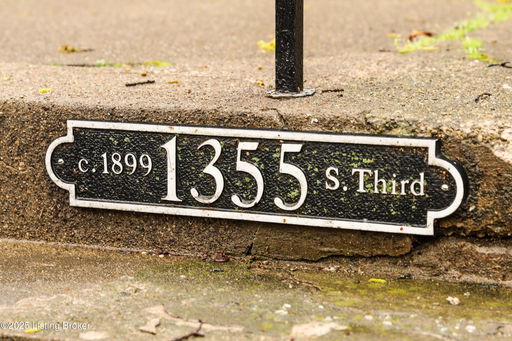 c.1899 1355 S.Third
©2025 Listing Broker